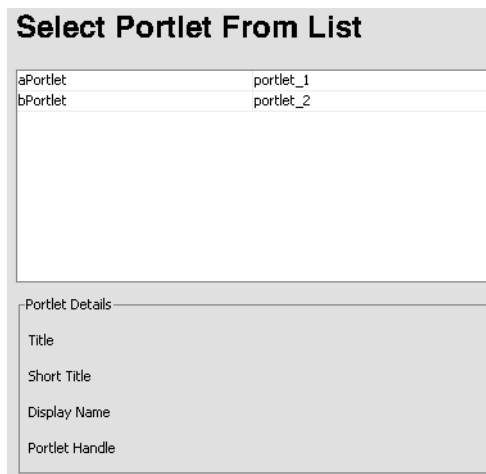 Select Portlet From List
aPortlet portlet_1
bPortlet portlet_2
Portlet Details
Title
Short Title
Display Name
Portlet Handle